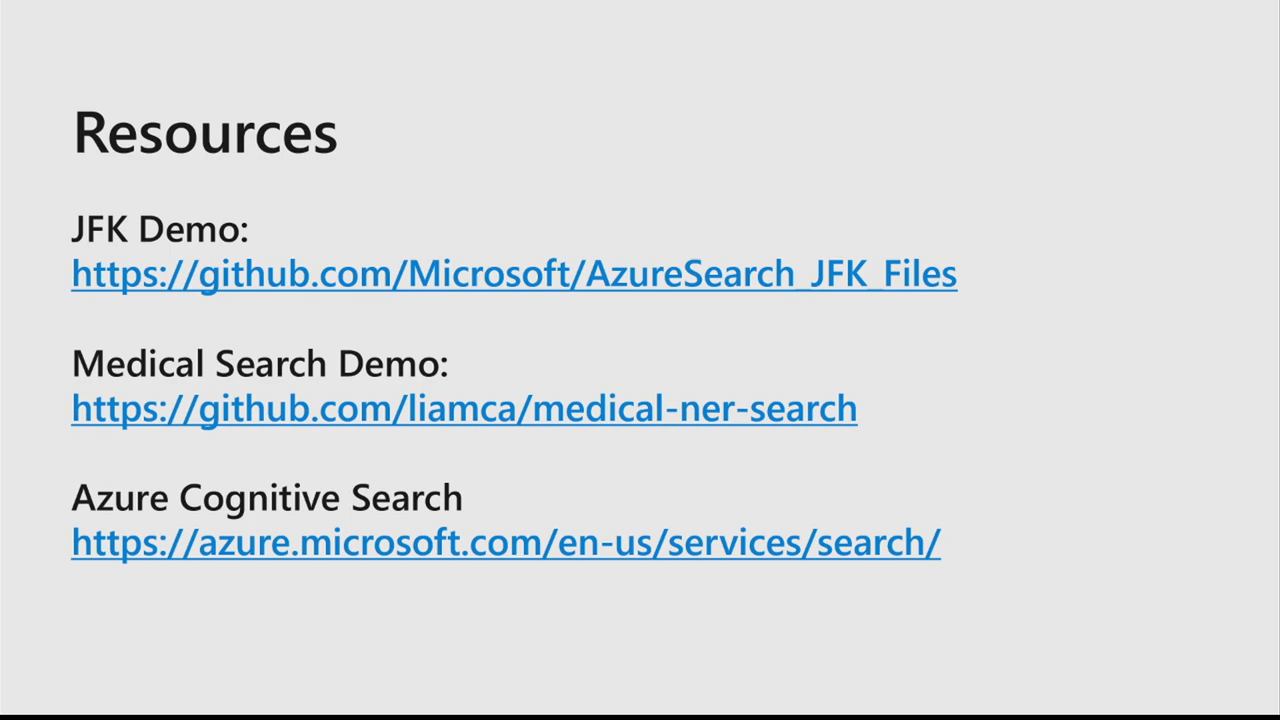 Resources
JFK Demo:
https://github.com/Microsoft/AzureSearch_JFK_Files
Medical Search Demo:
https://github.com/liamca/medical-ner-search
Azure Cognitive Search
https://azure.microsoft.com/en-us/services/search/